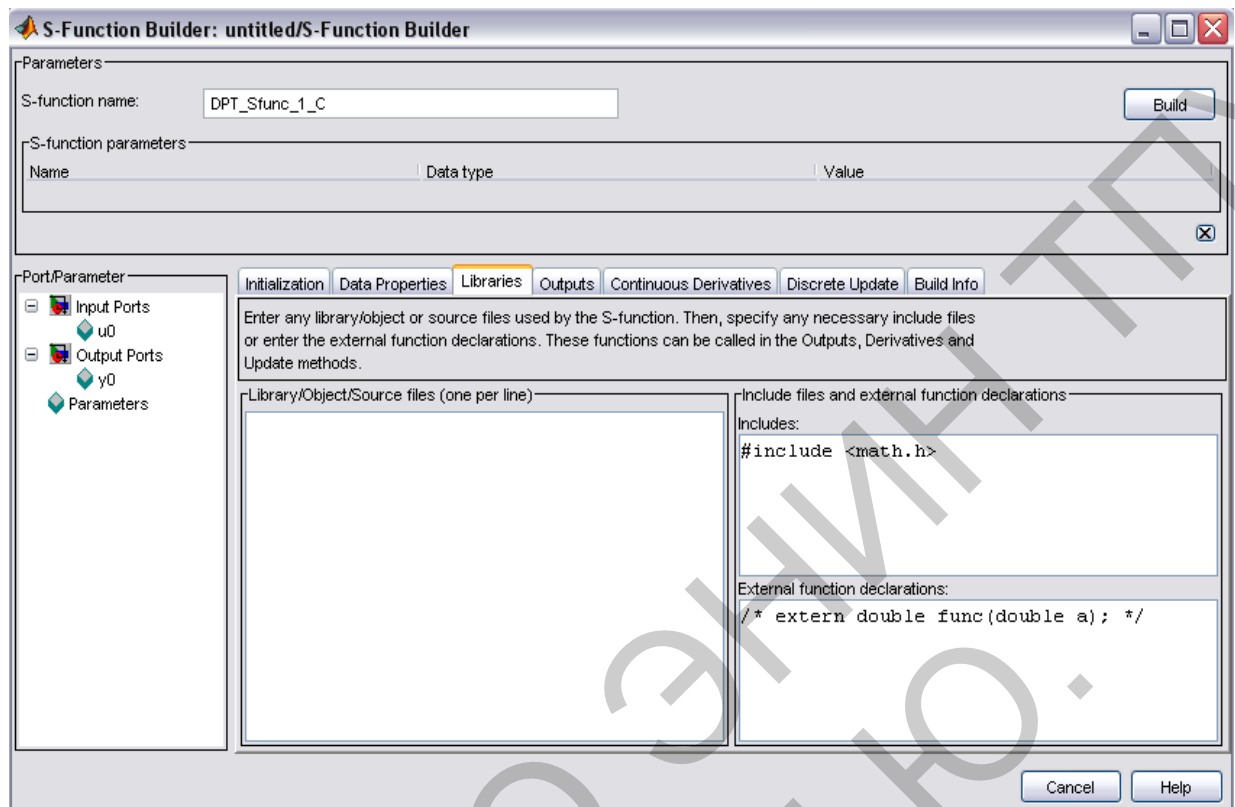 S-Function Builder: untitled/S-Function Builder
Parameters
S-function name: DPT_Sfunc_1_C Build
S-function parameters
Name Data type Value
Port/Parameter
Input Ports
u0
Output Ports
y0
Parameters
Initialization Data Properties Libraries Outputs Continuous Derivatives Discrete Update Build Info
Enter any library/object or source files used by the S-function. Then, specify any necessary include files
or enter the external function declarations. These functions can be called in the Outputs, Derivatives and
Update methods.
Library/Object/Source files (one per line)
Include files and external function declarations
Includes:
#include <math.h>
External function declarations:
/* extern double func(double a); */
Cancel Help
ЭНИН ТП
Ю.